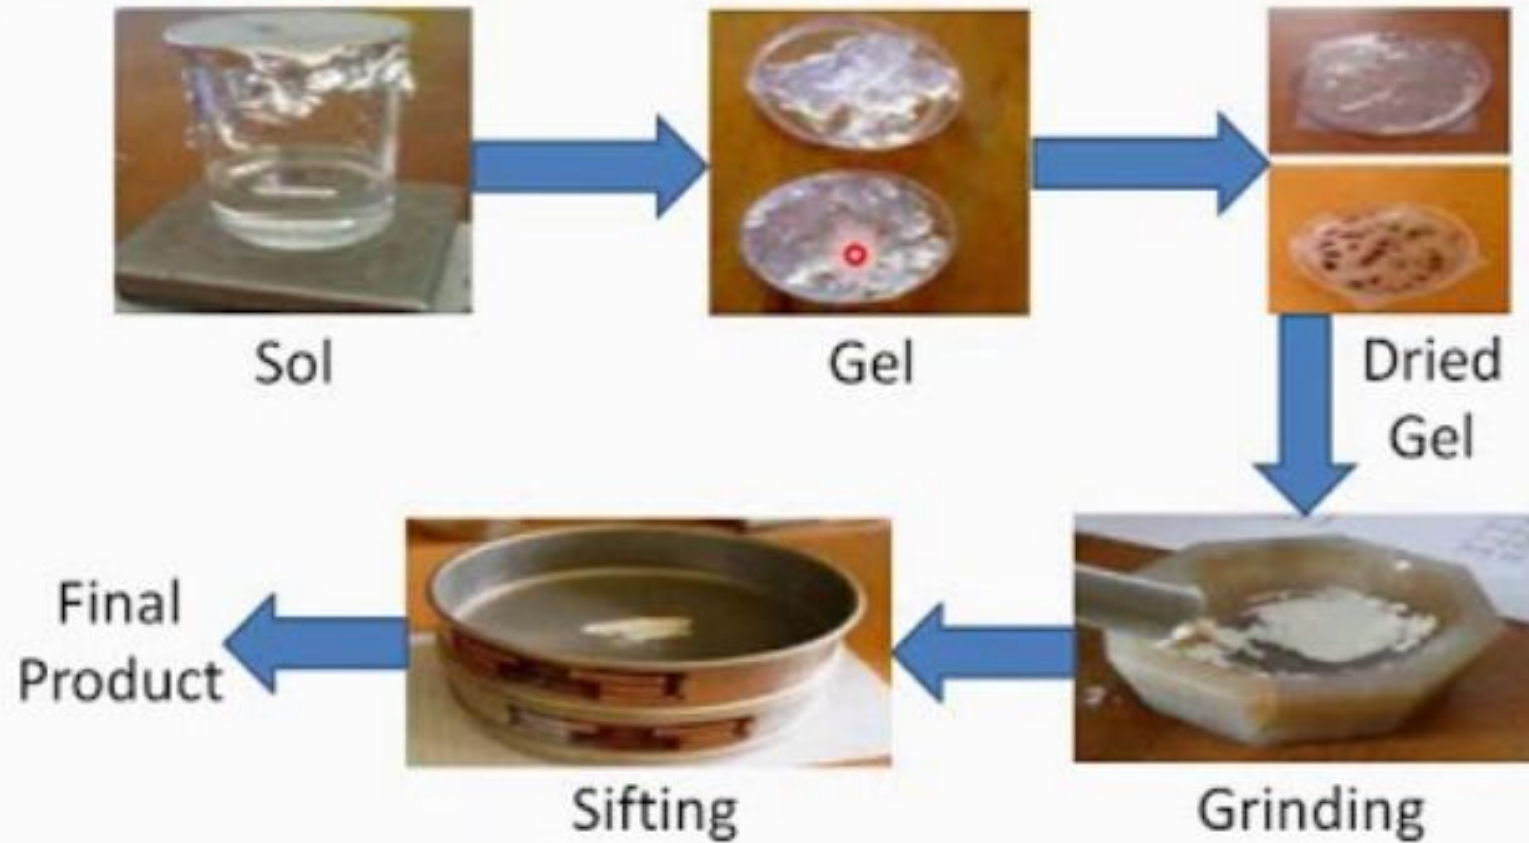 Sol
Gel
Dried
Gel
Grinding
Sifting
Final
Product